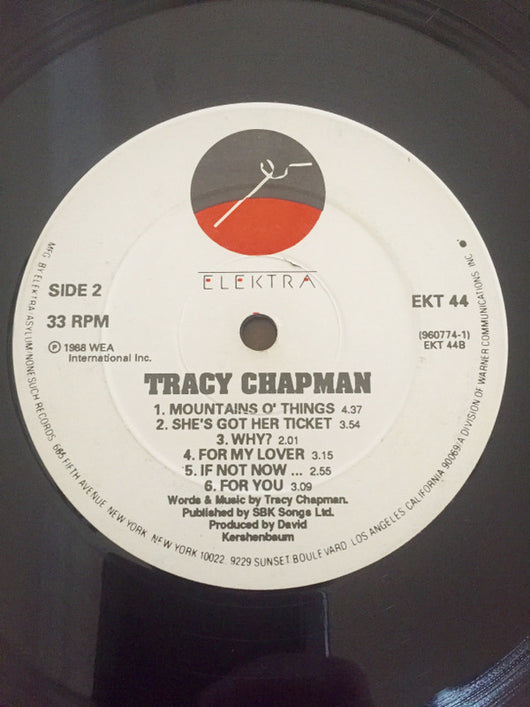 ELEKTRA
SIDE 2
33 RPM
℗ 1988 WEA
International Inc.
EKT 44
(960774-1)
EKT 44B
TRACY CHAPMAN
1. MOUNTAINS O' THINGS 4.37
2. SHE'S GOT HER TICKET 3.54
3. WHY? 2.01
4. FOR MY LOVER 3.15
5. IF NOT NOW ... 2.55
6. FOR YOU 3.09
Words & Music by Tracy Chapman.
Published by SBK Songs Ltd.
Produced by David
Kershenbaum
MFG. BY ELEKTRA/ASYLUM/NONESUCH RECORDS, 665 FIFTH AVENUE, NEW YORK, NEW YORK 10022. 9229 SUNSET BOULEVARD, LOS ANGELES, CALIFORNIA 90069/A DIVISION OF WARNER COMMUNICATIONS INC.